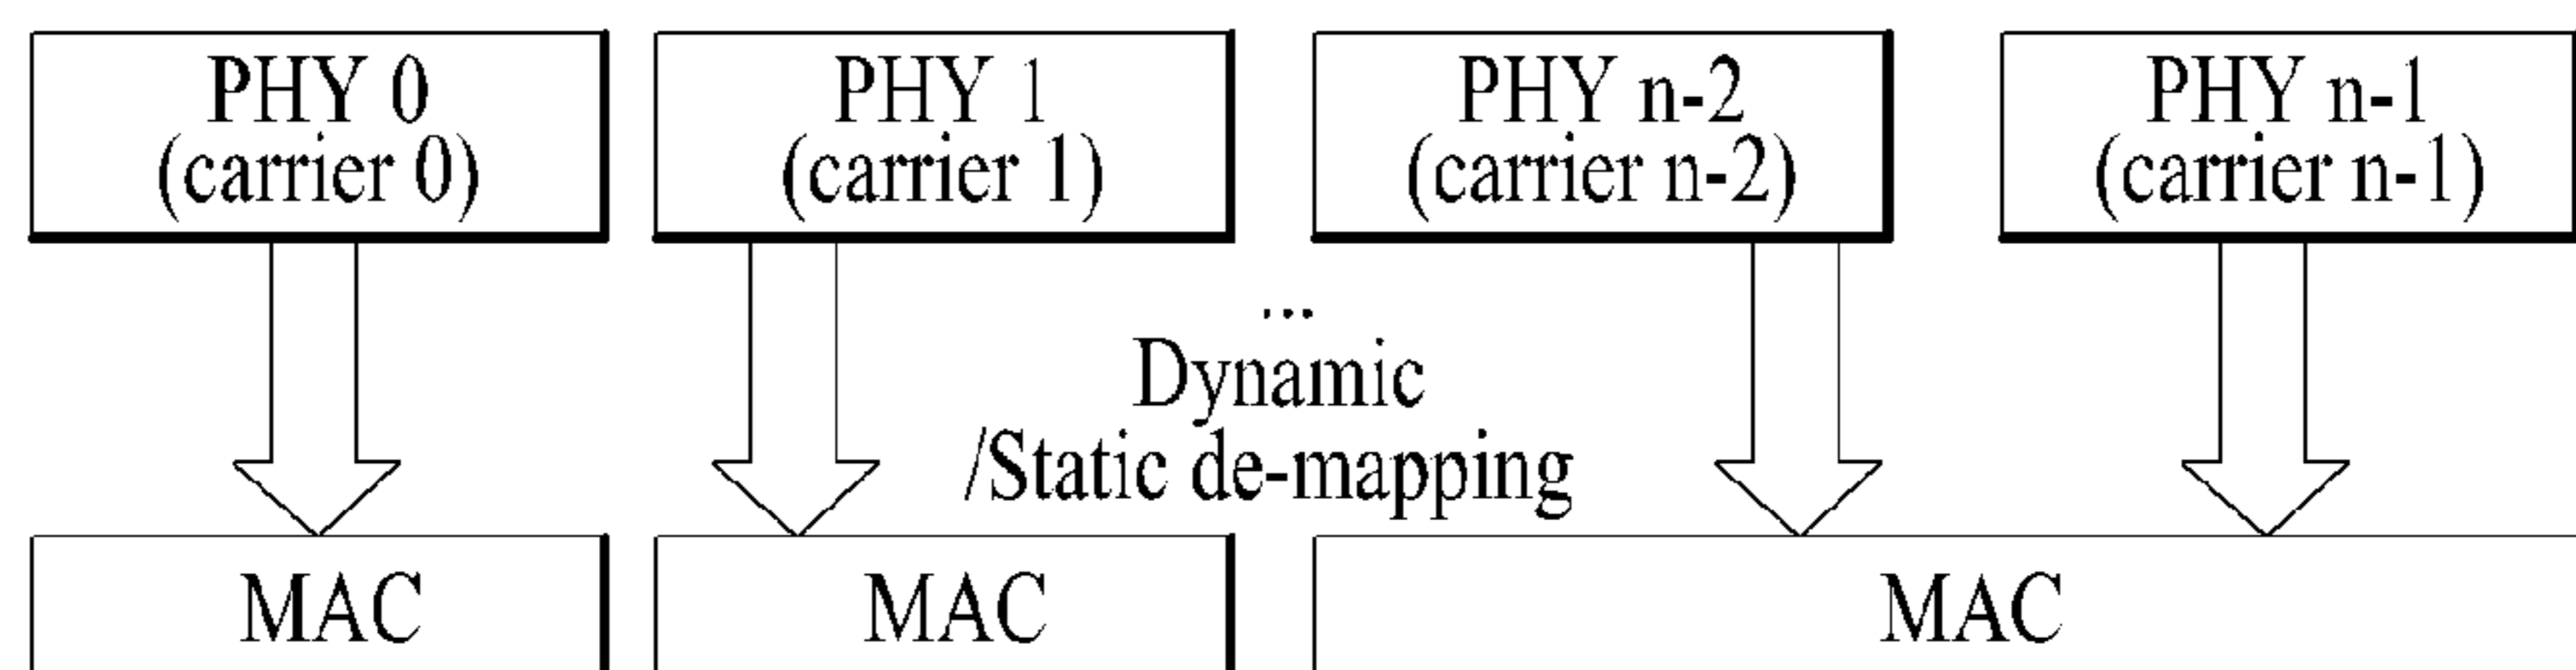 PHY 0
(carrier 0)
PHY 1
(carrier 1)
PHY n-2
(carrier n-2)
PHY n-1
(carrier n-1)
...
Dynamic
/Static de-mapping
MAC
MAC
MAC